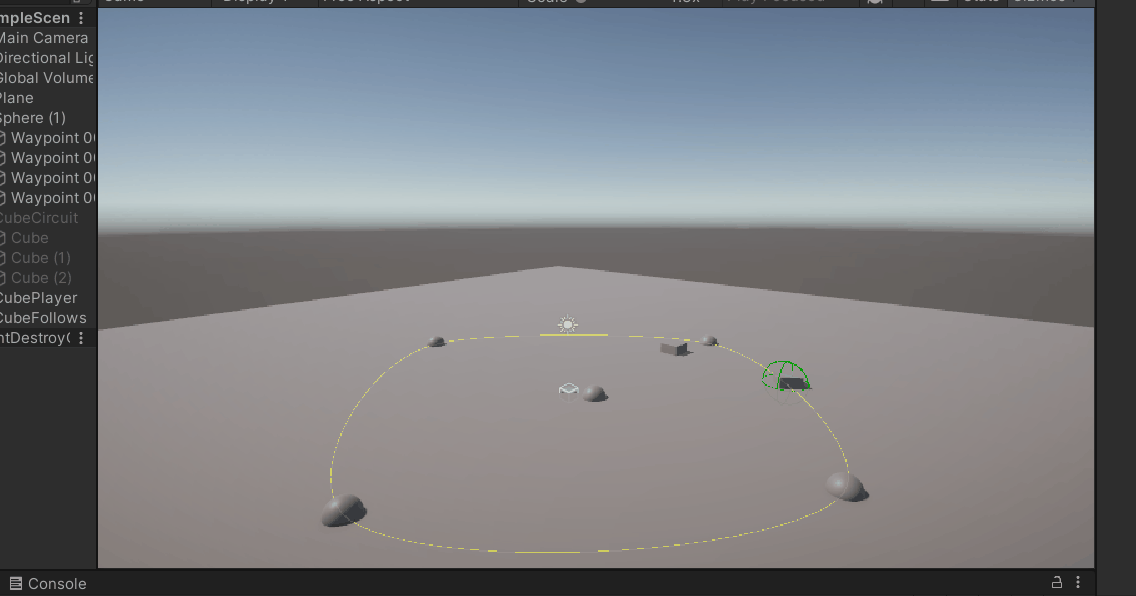 mpleScen
Main Camera
Directional Lig
Global Volume
Plane
Sphere (1)
Waypoint 0
Waypoint 0
Waypoint 0
Waypoint 0
CubeCircuit
Cube
Cube (1)
Cube (2)
CubePlayer
CubeFollows
ntDestroy
Console